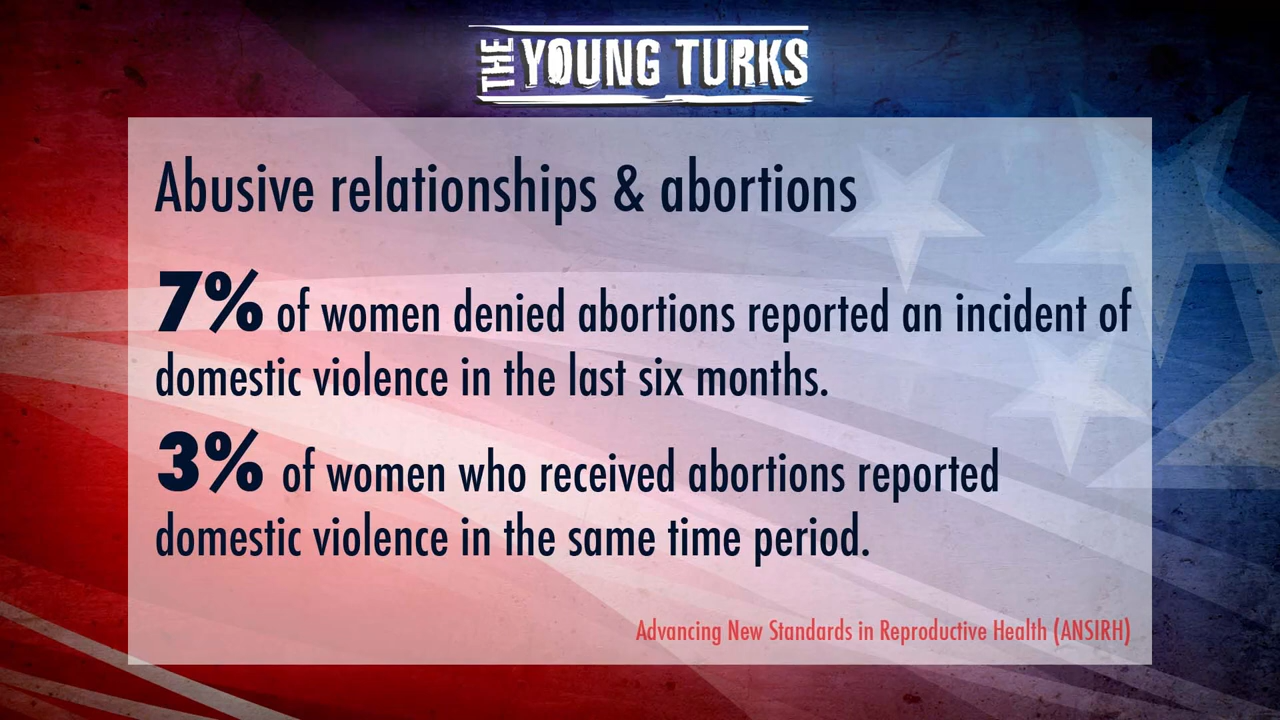 THE YOUNG TURKS
Abusive relationships & abortions
7% of women denied abortions reported an incident of
domestic violence in the last six months.
3% of women who received abortions reported
domestic violence in the same time period.
Advancing New Standards in Reproductive Health (ANSIRH)